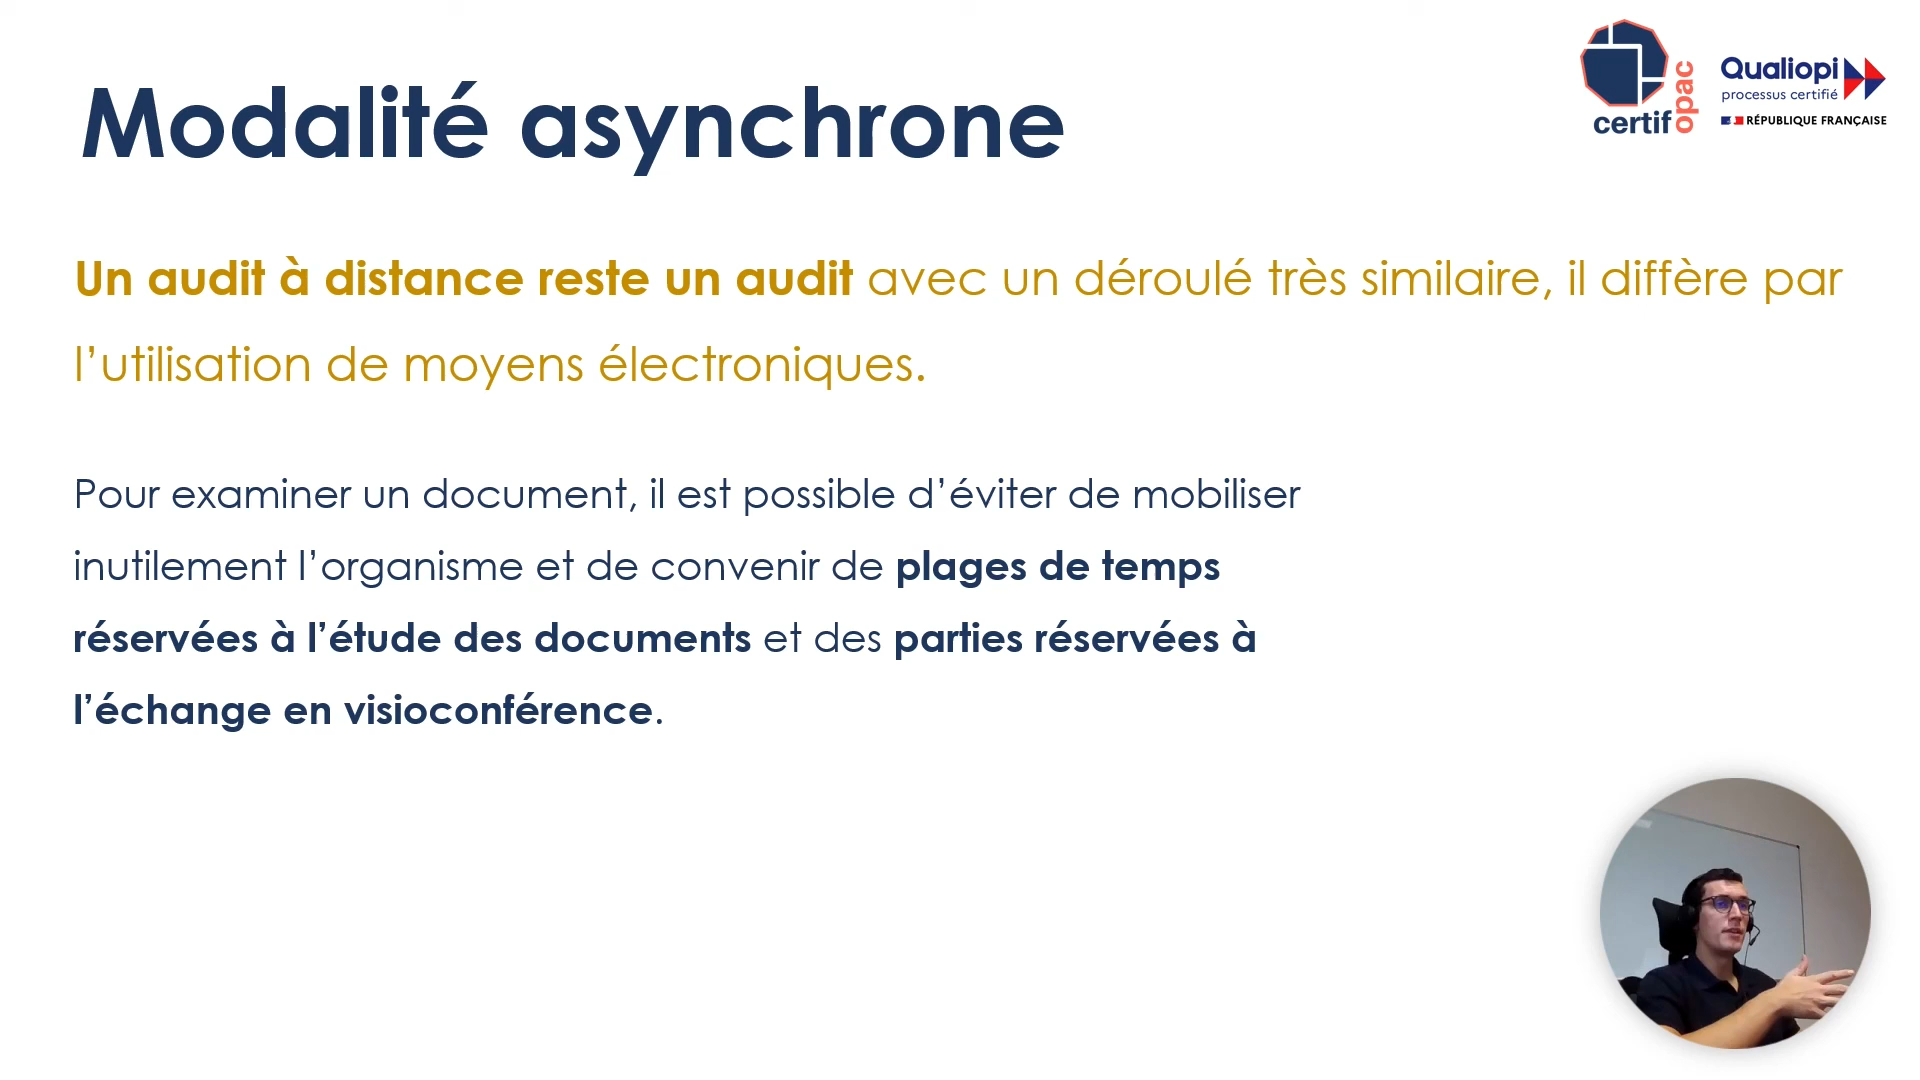 Modalité asynchrone
certif
opac
Qualiopi
processus certifié
RÉPUBLIQUE FRANÇAISE
Un audit à distance reste un audit avec un déroulé très similaire, il diffère par
l’utilisation de moyens électroniques.
Pour examiner un document, il est possible d’éviter de mobiliser
inutilement l’organisme et de convenir de plages de temps
réservées à l’étude des documents et des parties réservées à
l’échange en visioconférence.